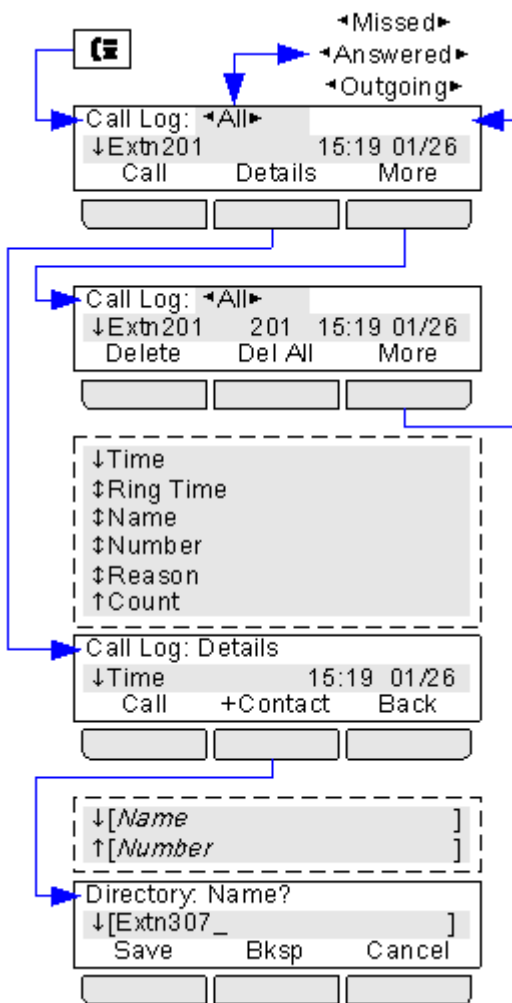 ◂Missed▸
◂Answered▸
◂Outgoing▸
Call Log: ◂All▸
↓Extn201 15:19 01/26
Call Details More
Call Log: ◂All▸
↓Extn201 201 15:19 01/26
Delete Del All More
↓Time
↕Ring Time
↕Name
↕Number
↕Reason
↑Count
Call Log: Details
↓Time 15:19 01/26
Call +Contact Back
↓[Name ]
↑[Number ]
Directory: Name?
↓[Extn307_ ]
Save Bksp Cancel